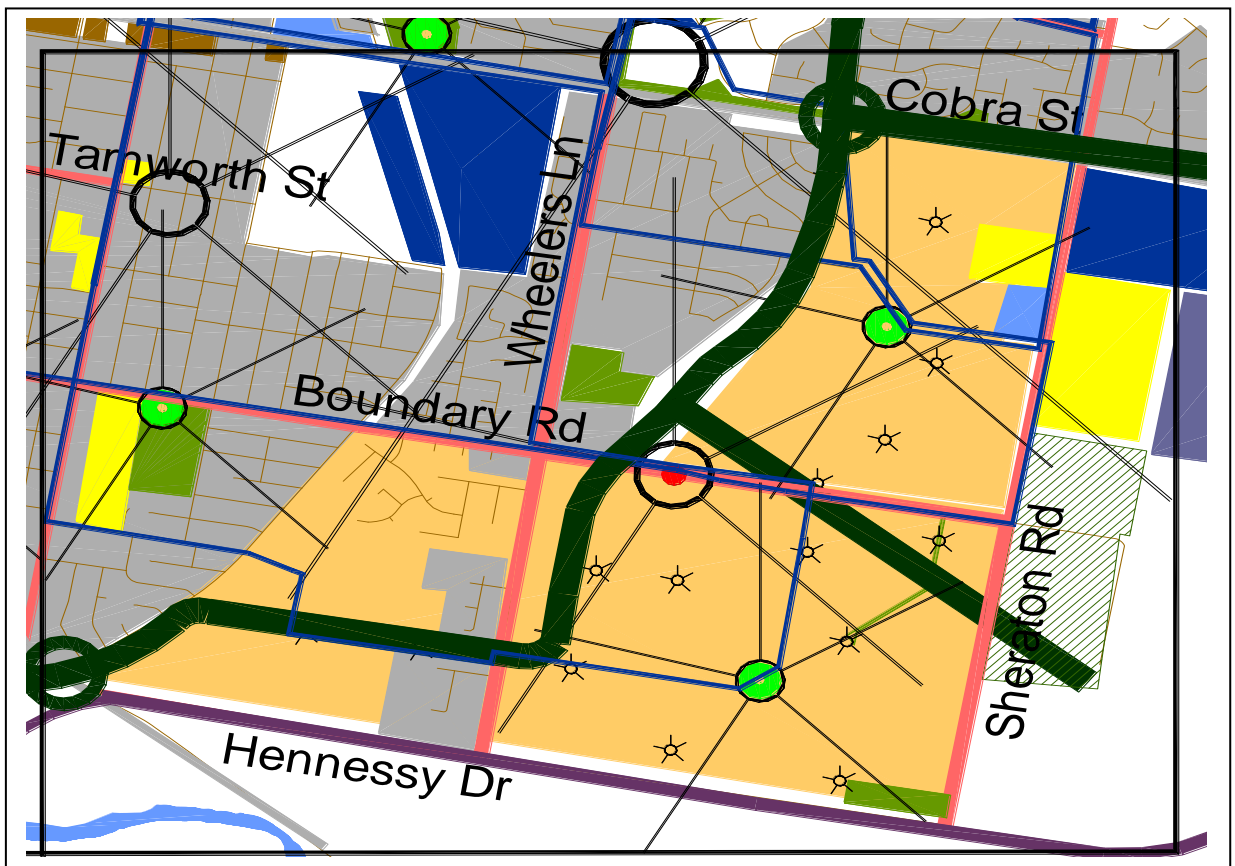 Cobra St
Tamworth St
Wheelers Ln
Boundary Rd
Sheraton Rd
Hennessy Dr